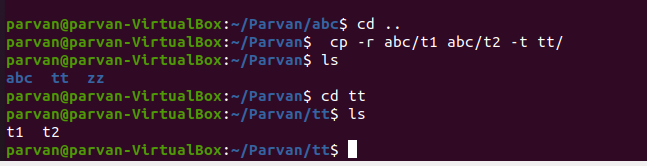 parvan@parvan-VirtualBox:~/Parvan/abc$ cd ..
parvan@parvan-VirtualBox:~/Parvan$  cp -r abc/t1 abc/t2 -t tt/
parvan@parvan-VirtualBox:~/Parvan$ ls
abc  tt  zz
parvan@parvan-VirtualBox:~/Parvan$ cd tt
parvan@parvan-VirtualBox:~/Parvan/tt$ ls
t1  t2
parvan@parvan-VirtualBox:~/Parvan/tt$